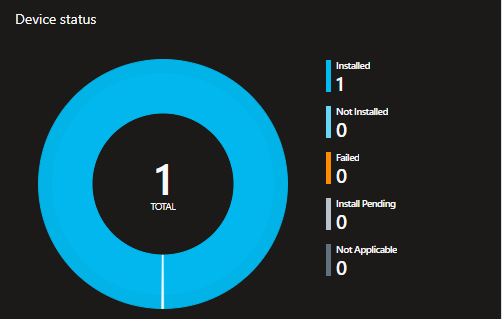 Device status
1
TOTAL
Installed
1
Not Installed
0
Failed
0
Install Pending
0
Not Applicable
0